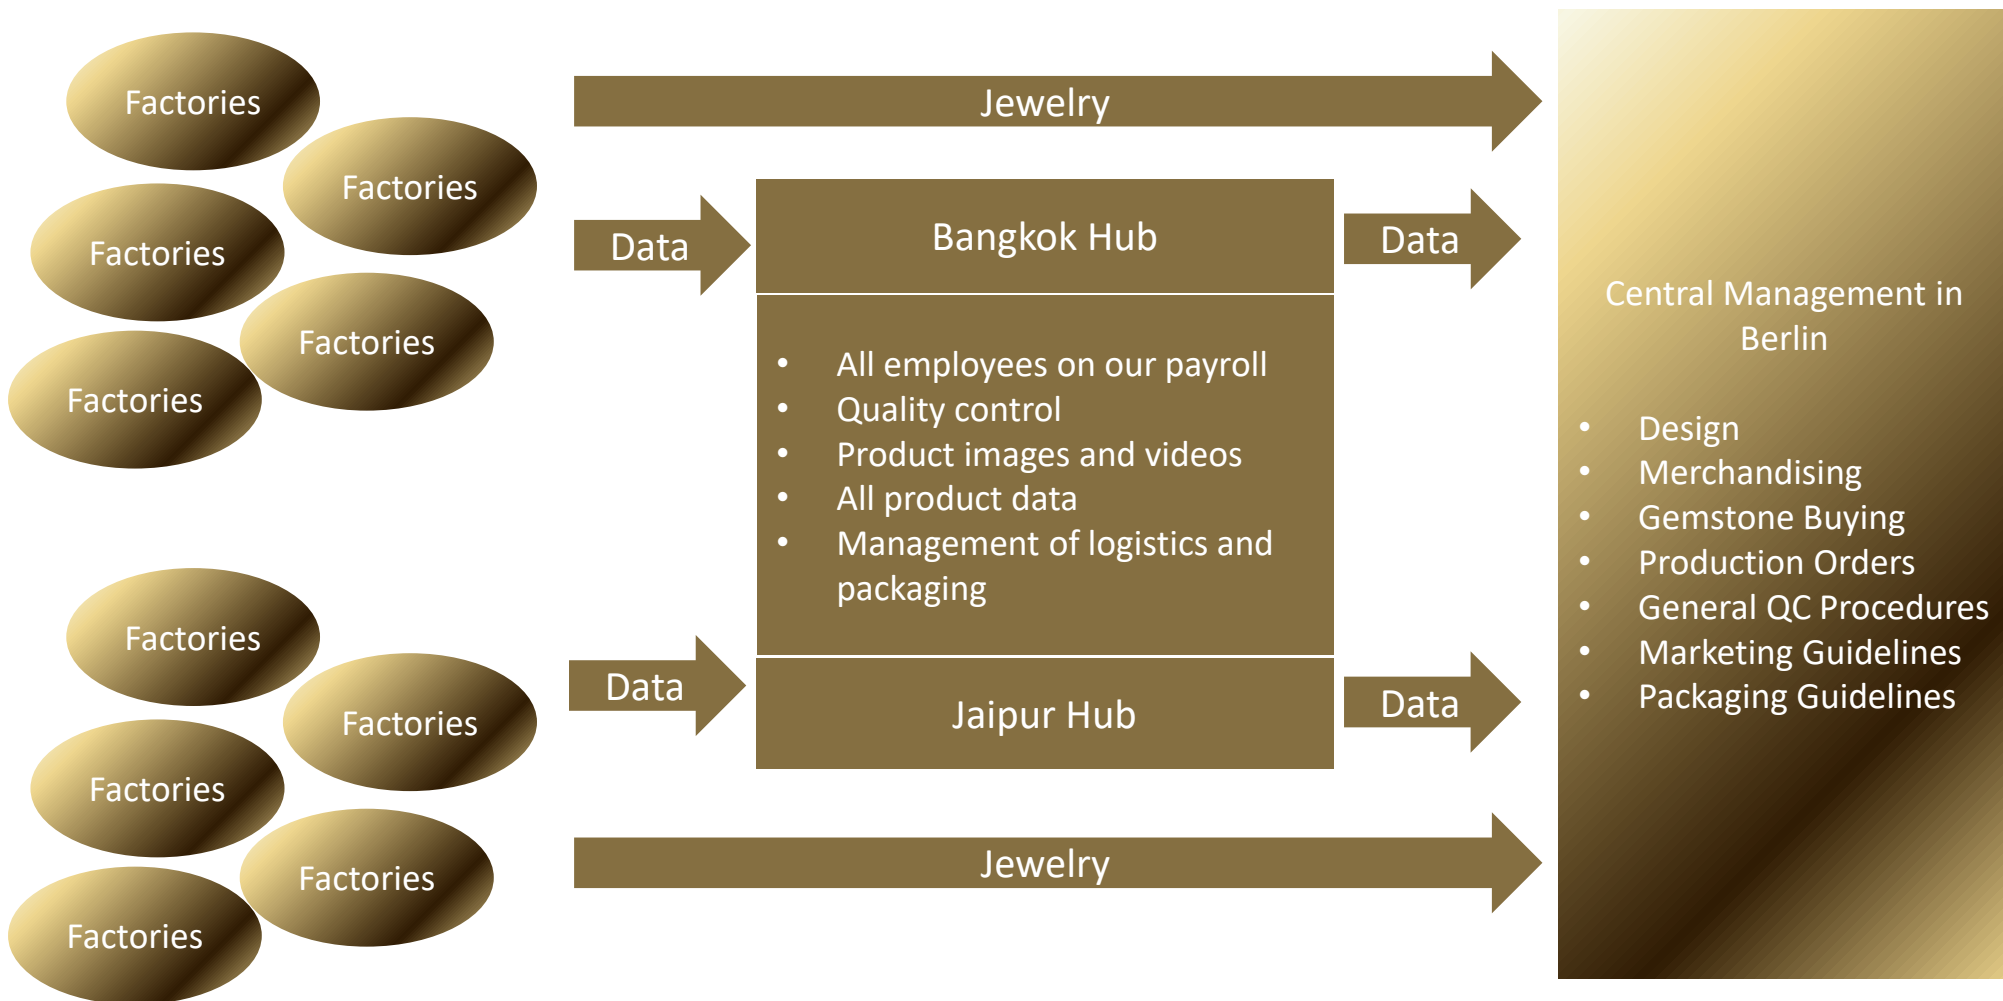 Factories
Factories
Factories
Factories
Factories
Jewelry
Data
Bangkok Hub
Data
• All employees on our payroll
• Quality control
• Product images and videos
• All product data
• Management of logistics and
packaging
Factories
Factories
Factories
Factories
Factories
Data
Jaipur Hub
Data
Jewelry
Central Management in
Berlin
• Design
• Merchandising
• Gemstone Buying
• Production Orders
• General QC Procedures
• Marketing Guidelines
• Packaging Guidelines